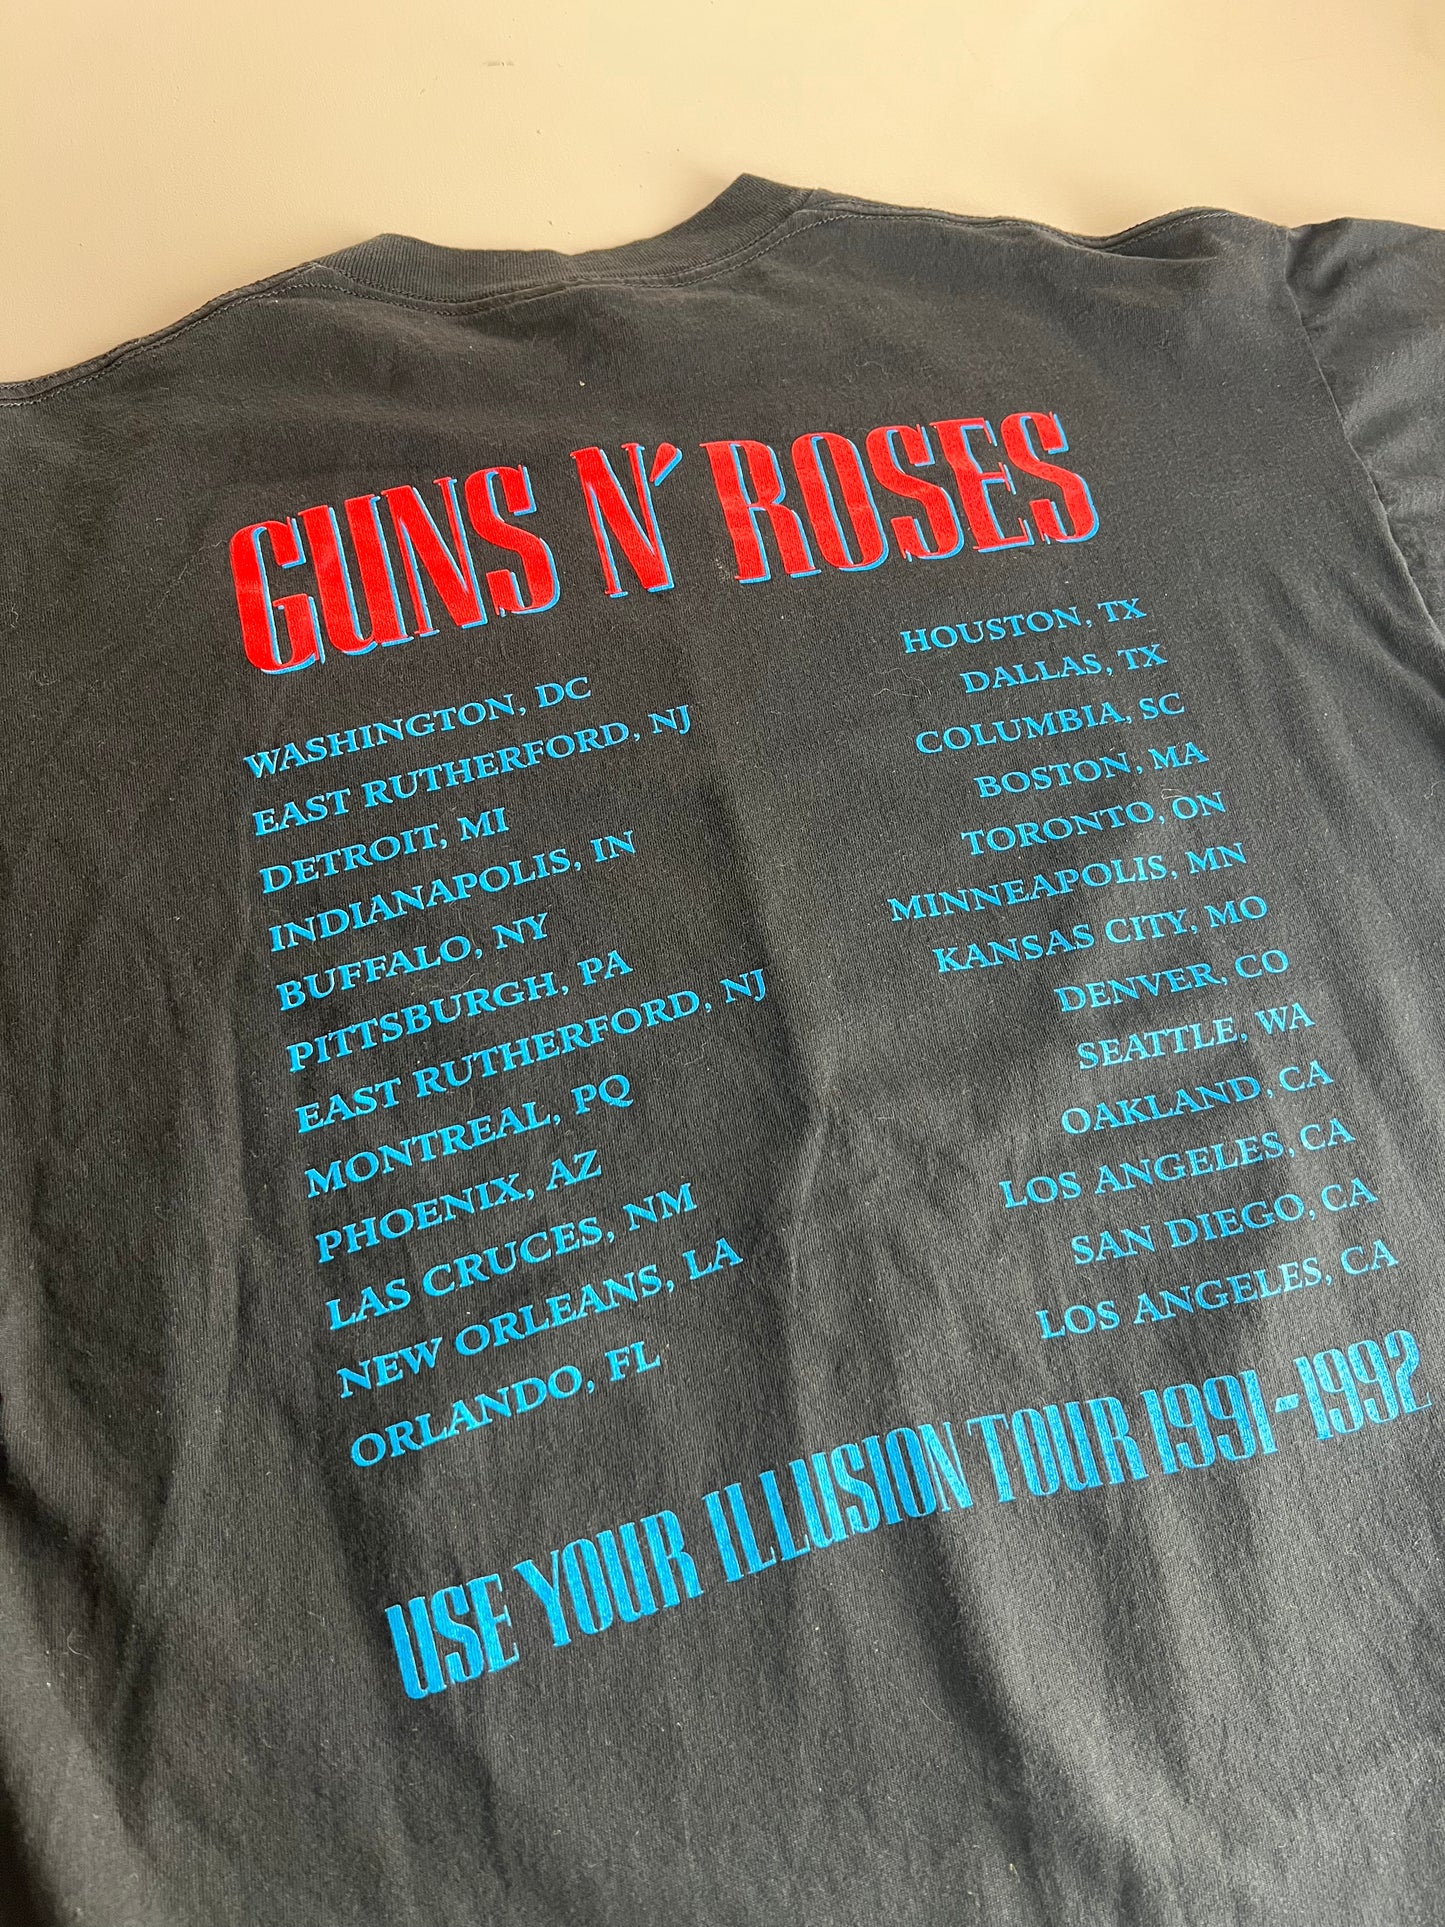 GUNS N' ROSES
WASHINGTON, DC
EAST RUTHERFORD, NJ
DETROIT, MI
INDIANAPOLIS, IN
BUFFALO, NY
PITTSBURGH, PA
EAST RUTHERFORD, NJ
MONTREAL, PQ
PHOENIX, AZ
LAS CRUCES, NM
NEW ORLEANS, LA
ORLANDO, FL
HOUSTON, TX
DALLAS, TX
COLUMBIA, SC
BOSTON, MA
TORONTO, ON
MINNEAPOLIS, MN
KANSAS CITY, MO
DENVER, CO
SEATTLE, WA
OAKLAND, CA
LOS ANGELES, CA
SAN DIEGO, CA
LOS ANGELES, CA
USE YOUR ILLUSION TOUR 1991-1992